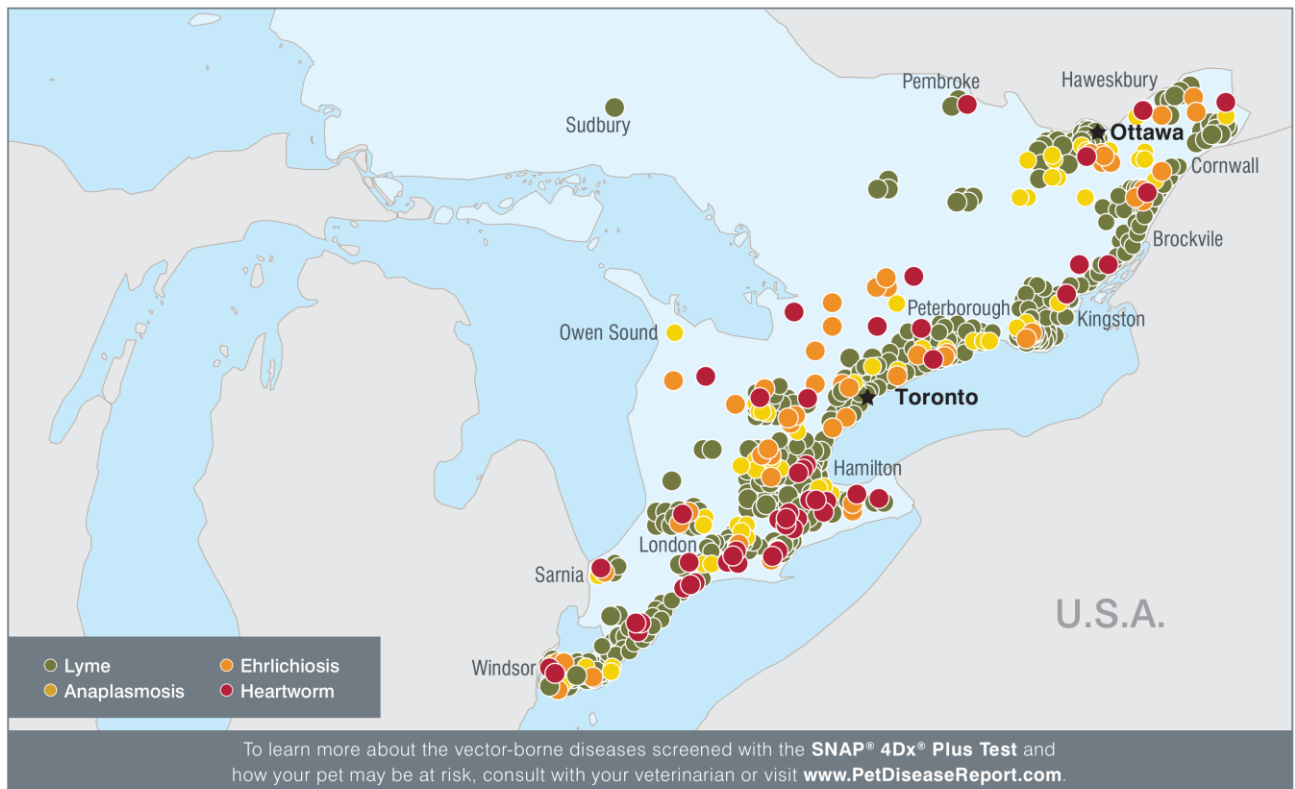 Pembroke
Haweskbury
Sudbury
Ottawa
Cornwall
Brockvile
Owen Sound
Peterborough
Kingston
Toronto
Hamilton
London
Sarnia
U.S.A.
Windsor
Lyme
Ehrlichiosis
Anaplasmosis
Heartworm
To learn more about the vector-borne diseases screened with the SNAP® 4Dx® Plus Test and
how your pet may be at risk, consult with your veterinarian or visit www.PetDiseaseReport.com.